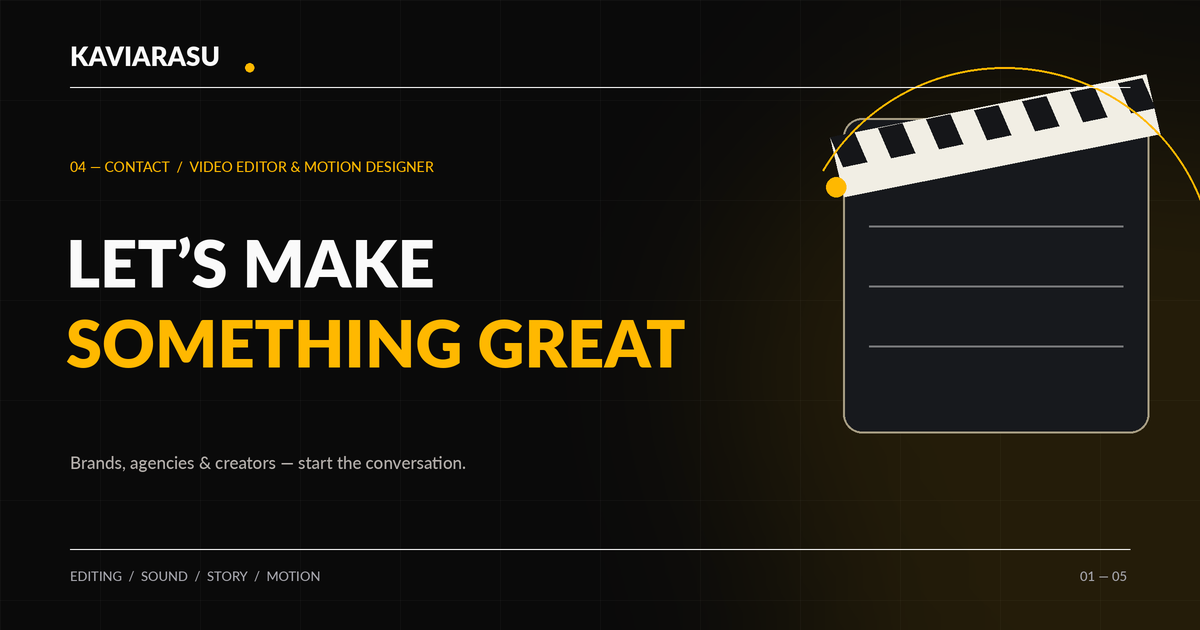 KAVIARASU
04 — CONTACT / VIDEO EDITOR & MOTION DESIGNER
LET’S MAKE
SOMETHING GREAT
Brands, agencies & creators — start the conversation.
EDITING / SOUND / STORY / MOTION
01 — 05